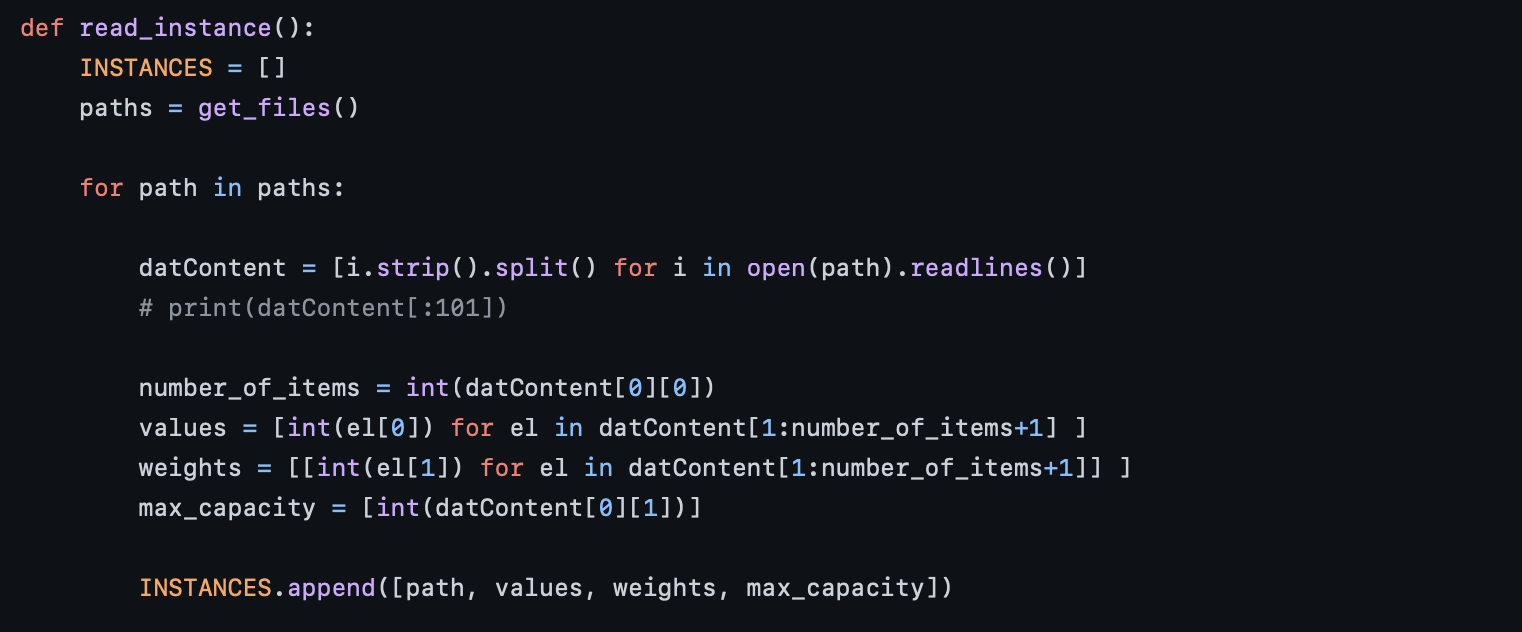 def read_instance():
    INSTANCES = []
    paths = get_files()

    for path in paths:

        datContent = [i.strip().split() for i in open(path).readlines()]
        # print(datContent[:101])

        number_of_items = int(datContent[0][0])
        values = [int(el[0]) for el in datContent[1:number_of_items+1] ]
        weights = [[int(el[1]) for el in datContent[1:number_of_items+1]] ]
        max_capacity = [int(datContent[0][1])]

        INSTANCES.append([path, values, weights, max_capacity])